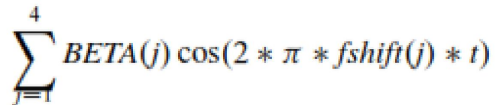 4
∑ BETA(j) cos(2 * π * fshift(j) * t)
j=1